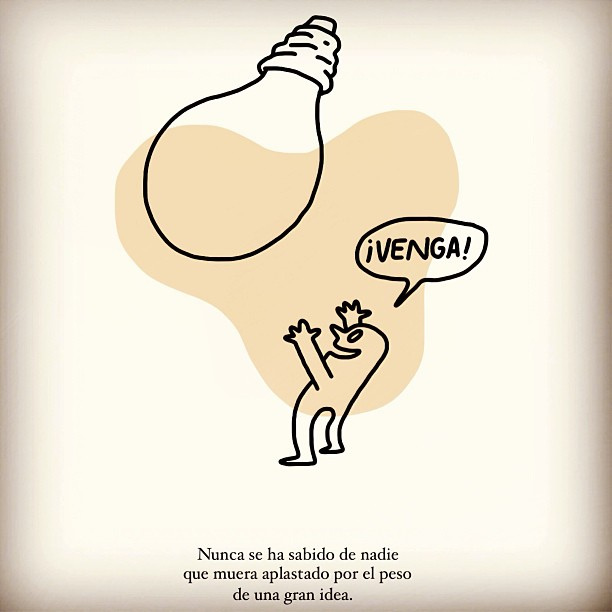 ¡VENGA!
Nunca se ha sabido de nadie
que muera aplastado por el peso
de una gran idea.